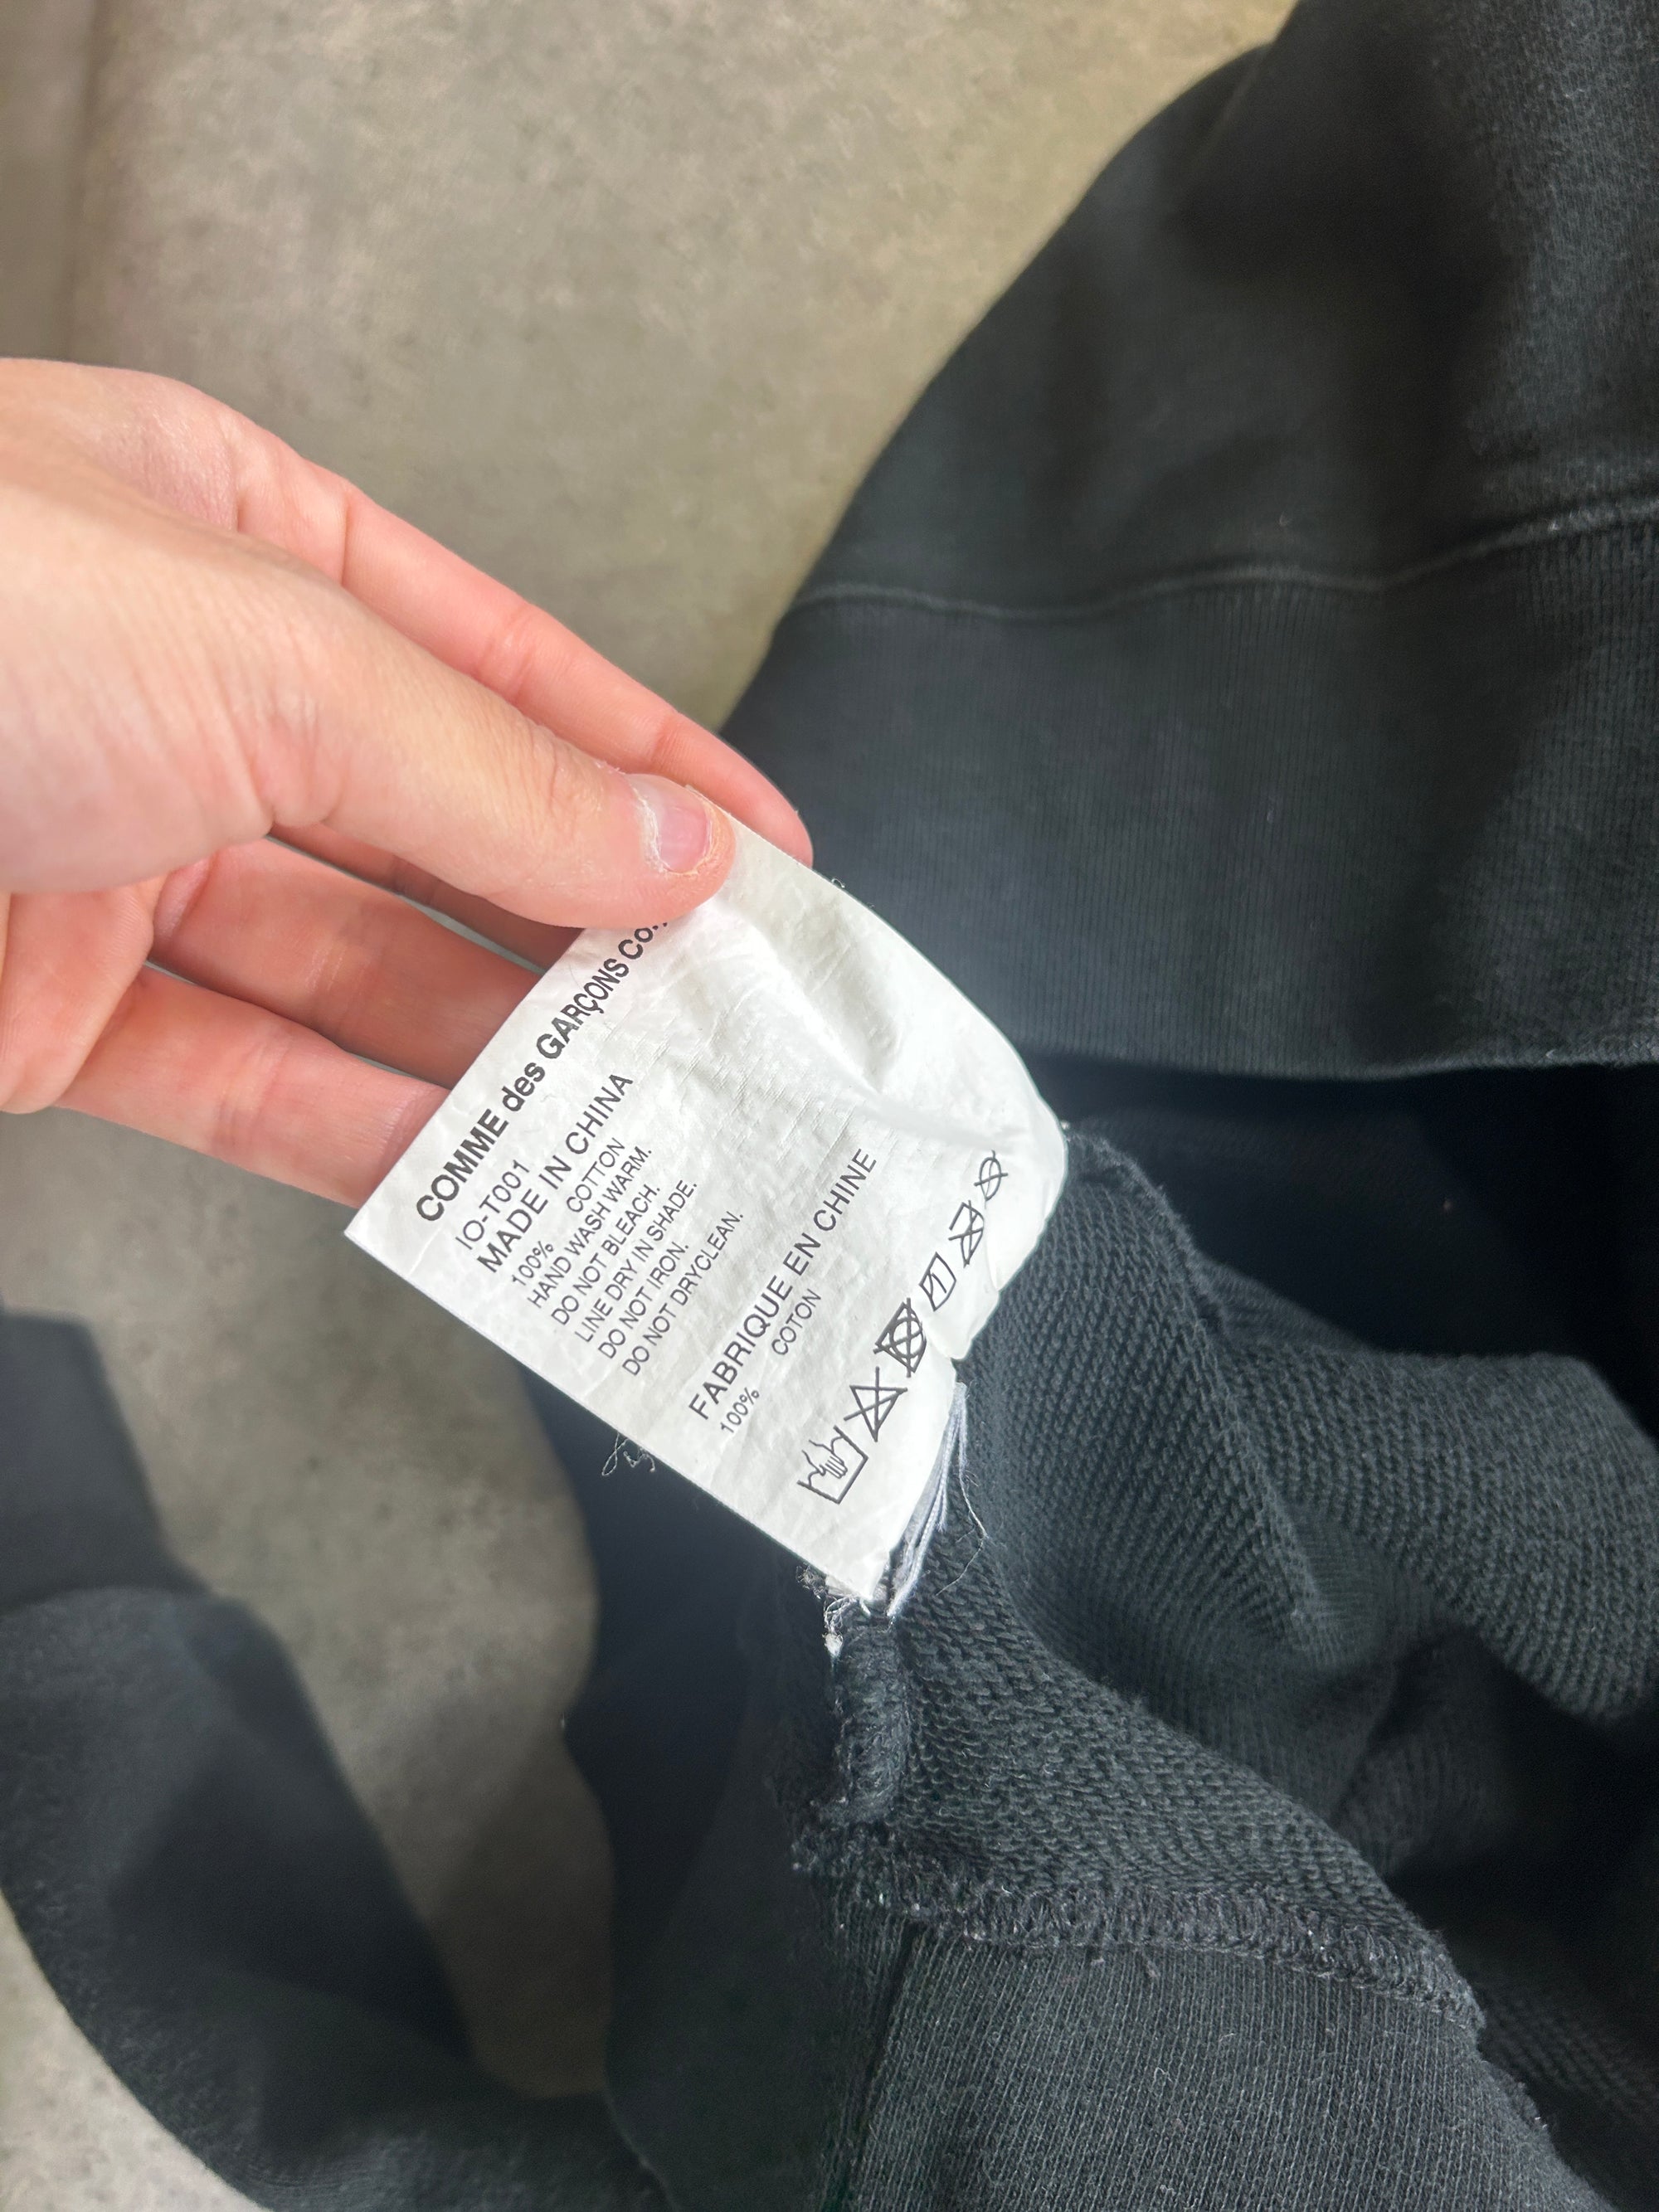 COMME des GARÇONS
IO-T001
MADE IN CHINA
100% COTTON
HAND WASH WARM.
DO NOT BLEACH.
LINE DRY IN SHADE.
DO NOT IRON.
DO NOT DRYCLEAN.
FABRIQUE EN CHINE
100% COTON